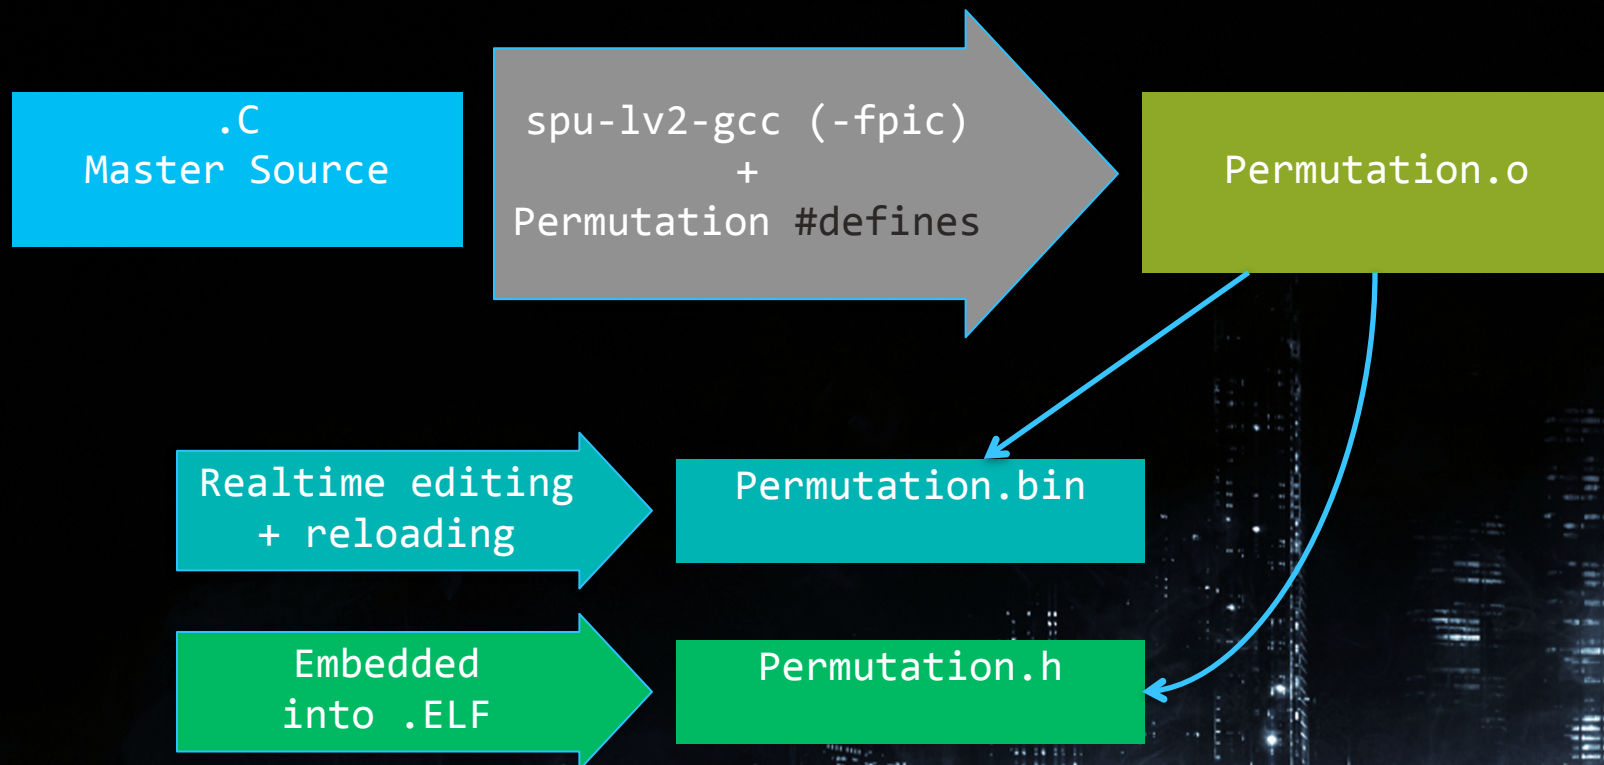 .C
Master Source
spu-lv2-gcc (-fpic)
+
Permutation #defines
Permutation.o
Realtime editing
+ reloading
Permutation.bin
Embedded
into .ELF
Permutation.h